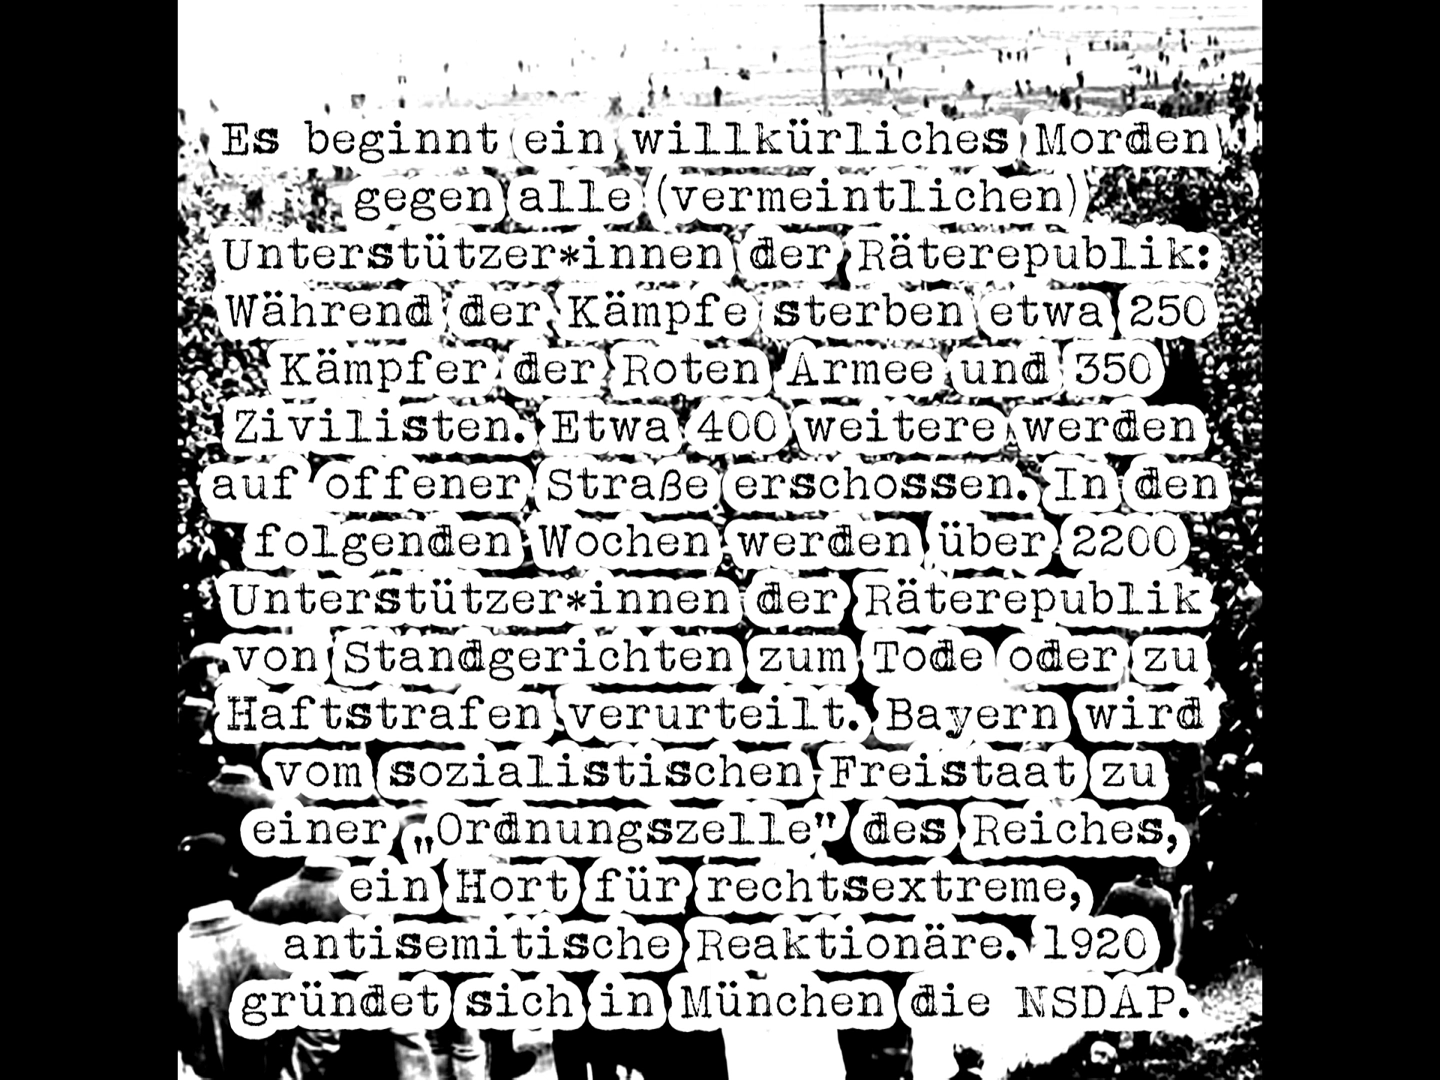 Es beginnt ein willkürliches Morden
gegen alle (vermeintlichen)
Unterstützer*innen der Räterepublik:
Während der Kämpfe sterben etwa 250
Kämpfer der Roten Armee und 350
Zivilisten. Etwa 400 weitere werden
auf offener Straße erschossen. In den
folgenden Wochen werden über 2200
Unterstützer*innen der Räterepublik
von Standgerichten zum Tode oder zu
Haftstrafen verurteilt. Bayern wird
vom sozialistischen Freistaat zu
einer „Ordnungszelle" des Reiches,
ein Hort für rechtsextreme,
antisemitische Reaktionäre. 1920
gründet sich in München die NSDAP.